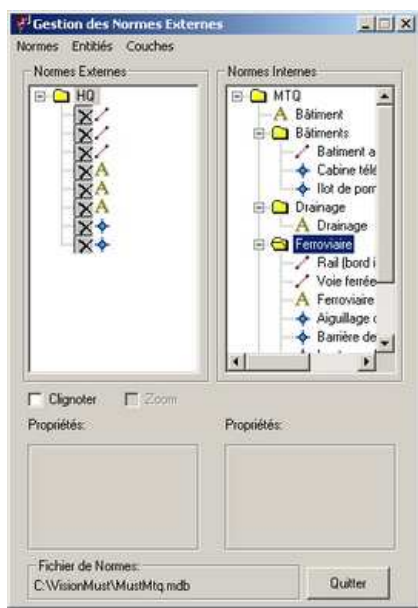 Gestion des Normes Externes
Normes Entitiés Couches
Normes Externes
HQ
Normes Internes
MTQ
Bâtiment
Bâtiments
Batiment a
Cabine télé
Ilot de pom
Drainage
Drainage
Ferroviaire
Rail (bord i
Voie ferrée
Ferroviaire
Aiguillage
Barrière de
Clignoter
Zoom
Propriétés:
Propriétés:
Fichier de Normes:
C:\VisionMust\MustMtq.mdb
Quitter